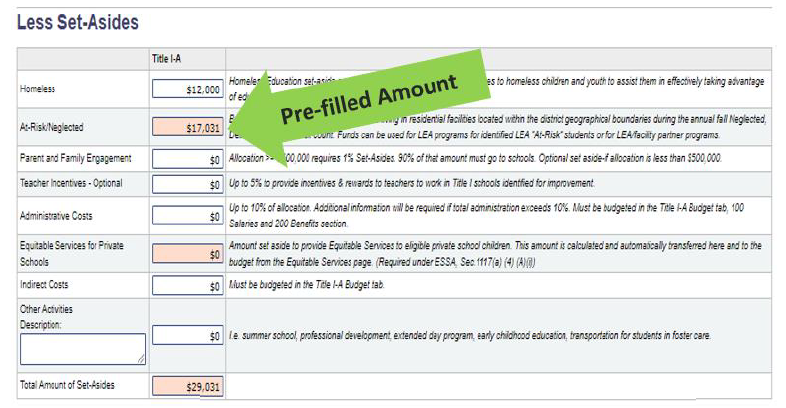 Less Set-Asides
Title I-A
Homeless
$12,000
Homeless Education set-aside
es to homeless children and youth to assist them in effectively taking advantage
of
Pre-filled Amount
At-Risk/Neglected
$17,031
in residential facilities located within the district geographical boundaries during the annual fall Neglected,
count. Funds can be used for LEA programs for identified LEA "At-Risk" students or for LEA/facility partner programs.
Parent and Family Engagement
$0
Allocation >= 00,000 requires 1% Set-Asides. 90% of that amount must go to schools. Optional set aside-if allocation is less than $500,000.
Teacher Incentives - Optional
$0
Up to 5% to provide incentives & rewards to teachers to work in Title I schools identified for improvement.
Administrative Costs
$0
Up to 10% of allocation. Additional information will be required if total administration exceeds 10%. Must be budgeted in the Title I-A Budget tab, 100
Salaries and 200 Benefits section.
Equitable Services for Private
Schools
$0
Amount set aside to provide Equitable Services to eligible private school children. This amount is calculated and automatically transferred here and to the
budget from the Equitable Services page. (Required under ESSA, Sec.1117(a) (4) (A)(i))
Indirect Costs
$0
Must be budgeted in the Title I-A Budget tab.
Other Activities
Description:
$0
I.e. summer school, professional development, extended day program, early childhood education, transportation for students in foster care.
Total Amount of Set-Asides
$29,031